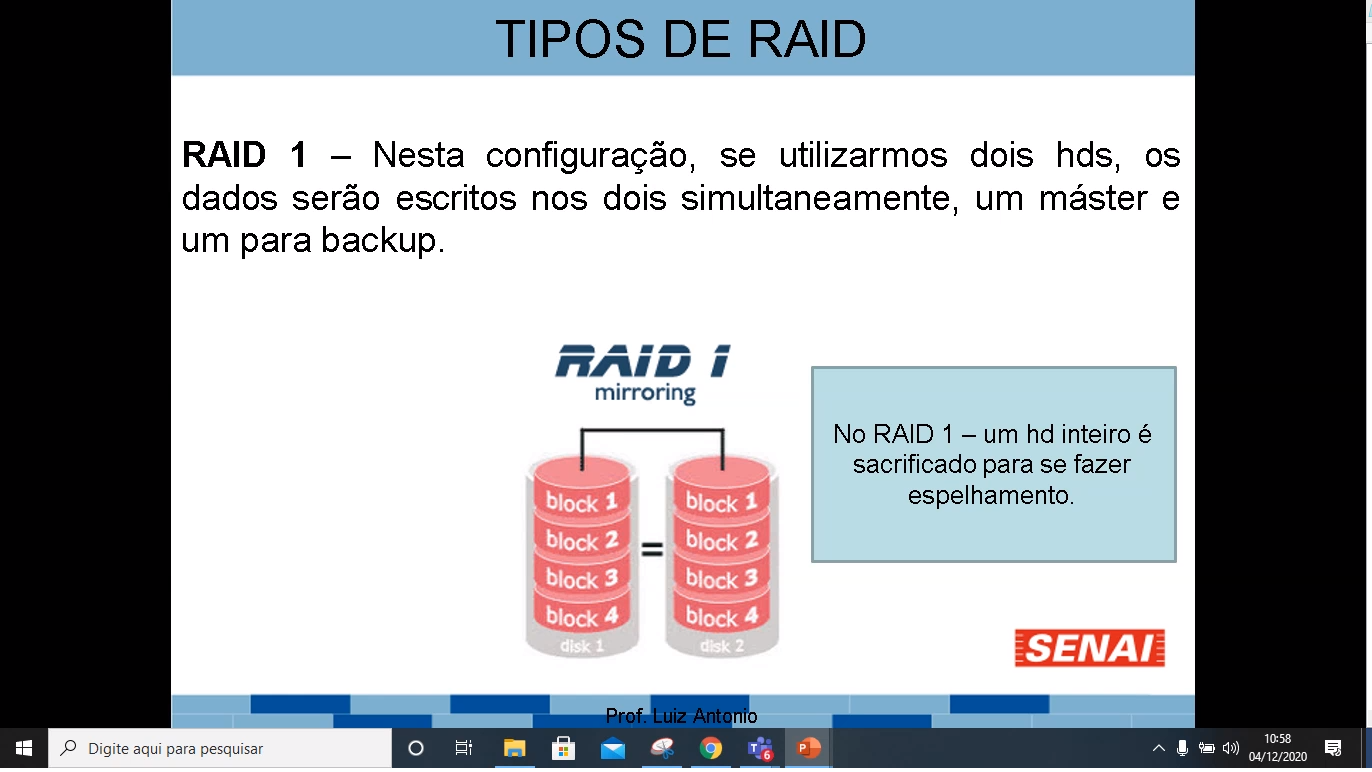 TIPOS DE RAID
RAID 1 – Nesta configuração, se utilizarmos dois hds, os
dados serão escritos nos dois simultaneamente, um máster e
um para backup.
RAID 1
mirroring
block 1
block 2
block 3
block 4
disk 1
=
block 1
block 2
block 3
block 4
disk 2
No RAID 1 – um hd inteiro é
sacrificado para se fazer
espelhamento.
SENAI
Prof. Luiz Antonio
Digite aqui para pesquisar
6
10:58
04/12/2020